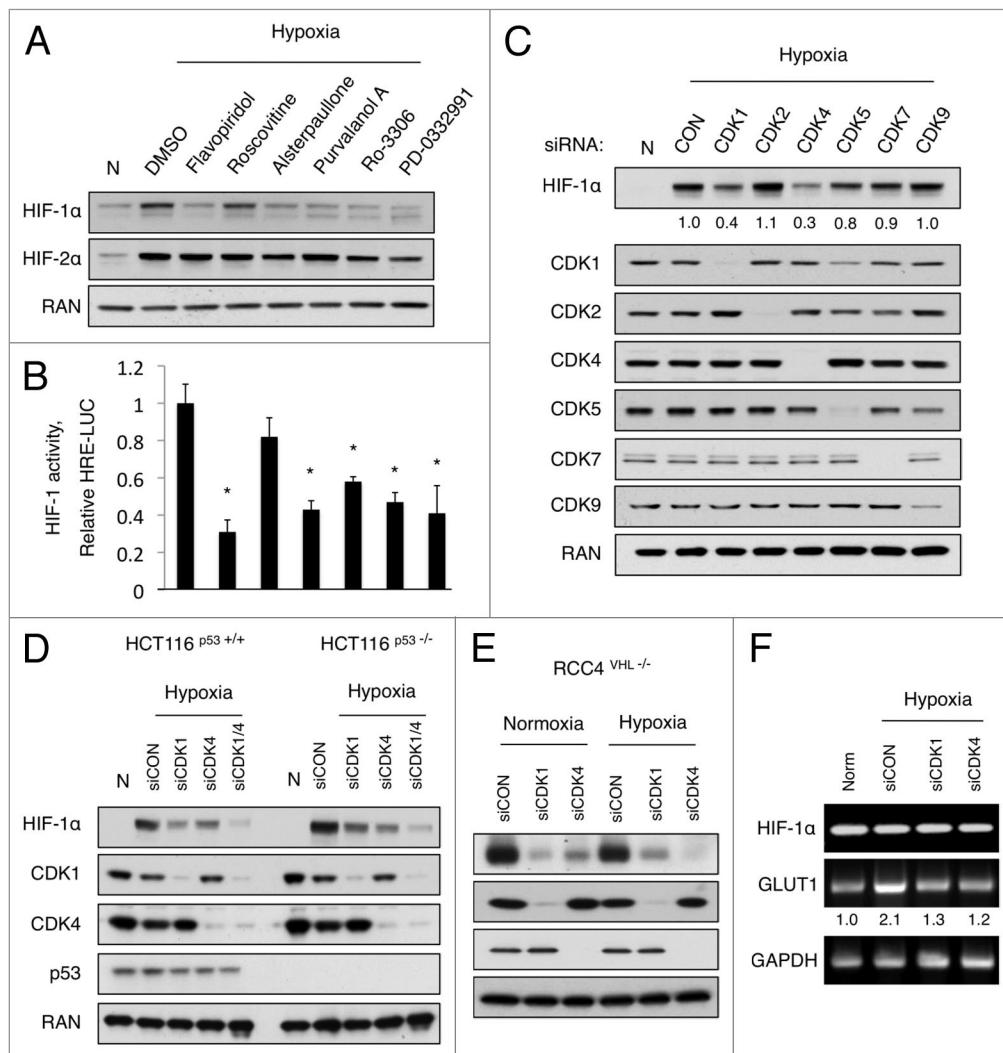 A
Hypoxia
N
DMSO
Flavopiridol
Roscovitine
Alsterpaullone
Purvalanol A
Ro-3306
PD-0332991
HIF-1α
HIF-2α
RAN
B
HIF-1 activity,
Relative HRE-LUC
1.2
1
0.8
0.6
0.4
0.2
0
*
*
*
*
*
C
Hypoxia
siRNA:
N
CON
CDK1
CDK2
CDK4
CDK5
CDK7
CDK9
HIF-1α
1.0 0.4 1.1 0.3 0.8 0.9 1.0
CDK1
CDK2
CDK4
CDK5
CDK7
CDK9
RAN
D
HCT116 p53 +/+
HCT116 p53 -/-
Hypoxia
Hypoxia
N
siCON
siCDK1
siCDK4
siCDK1/4
N
siCON
siCDK1
siCDK4
siCDK1/4
HIF-1α
CDK1
CDK4
p53
RAN
E
RCC4 VHL -/-
Normoxia
Hypoxia
siCON
siCDK1
siCDK4
siCON
siCDK1
siCDK4
F
Hypoxia
Norm
siCON
siCDK1
siCDK4
HIF-1α
GLUT1
1.0 2.1 1.3 1.2
GAPDH